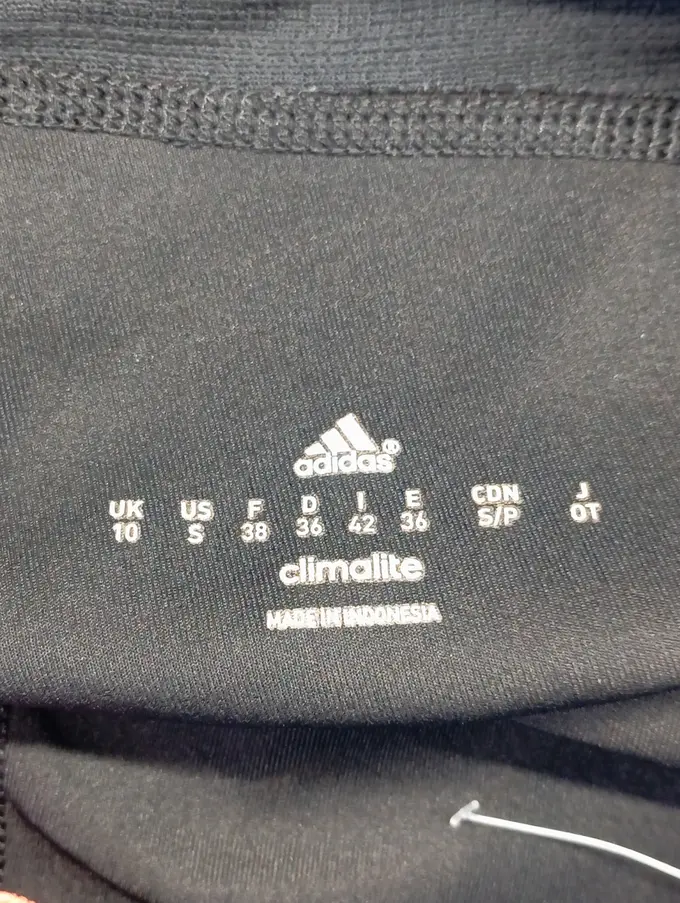 adidas®
UK US F D I E CDN J
10 S 38 36 42 36 S/P OT
climalite
MADE IN INDONESIA